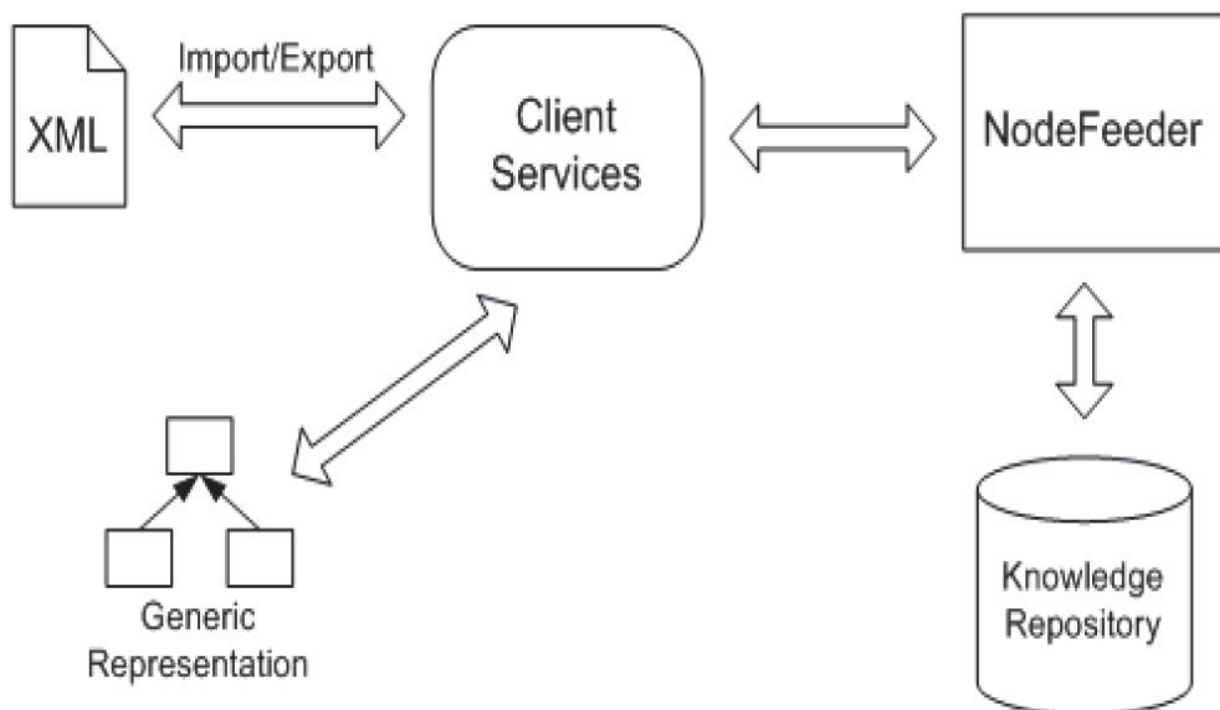 Import/Export
XML
Client
Services
NodeFeeder
Generic
Representation
Knowledge
Repository